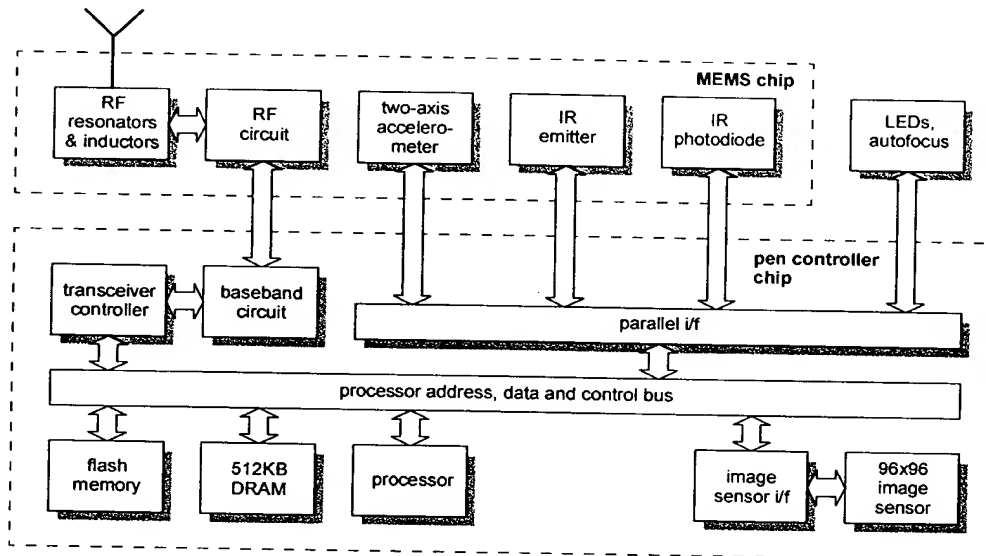 MEMS chip
RF
resonators
& inductors
RF
circuit
two-axis
accelero-
meter
IR
emitter
IR
photodiode
LEDs,
autofocus
pen controller
chip
transceiver
controller
baseband
circuit
parallel i/f
processor address, data and control bus
flash
memory
512KB
DRAM
processor
image
sensor i/f
96x96
image
sensor